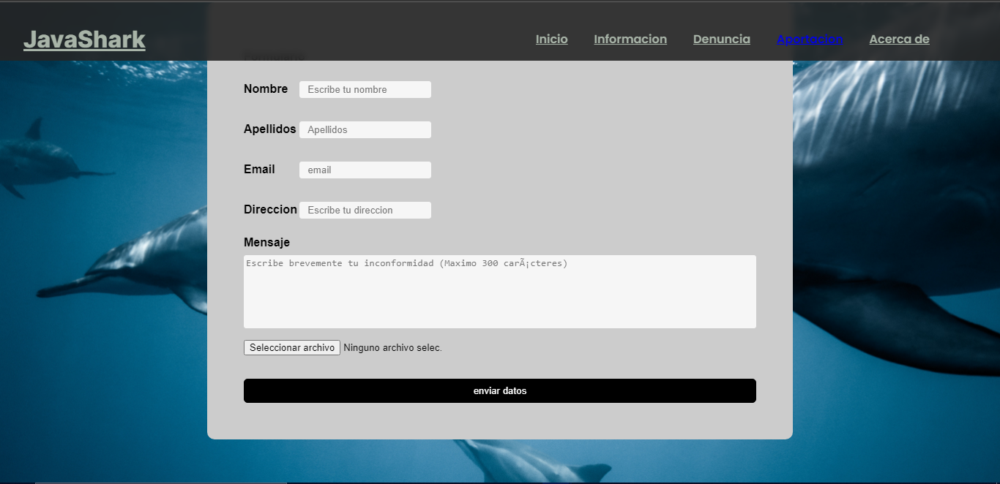 JavaShark
Inicio Informacion Denuncia Aportacion Acerca de
Formulario
Nombre Escribe tu nombre
Apellidos Apellidos
Email email
Direccion Escribe tu direccion
Mensaje
Escribe brevemente tu inconformidad (Maximo 300 carÃ¡cteres)
Seleccionar archivo Ninguno archivo selec.
enviar datos